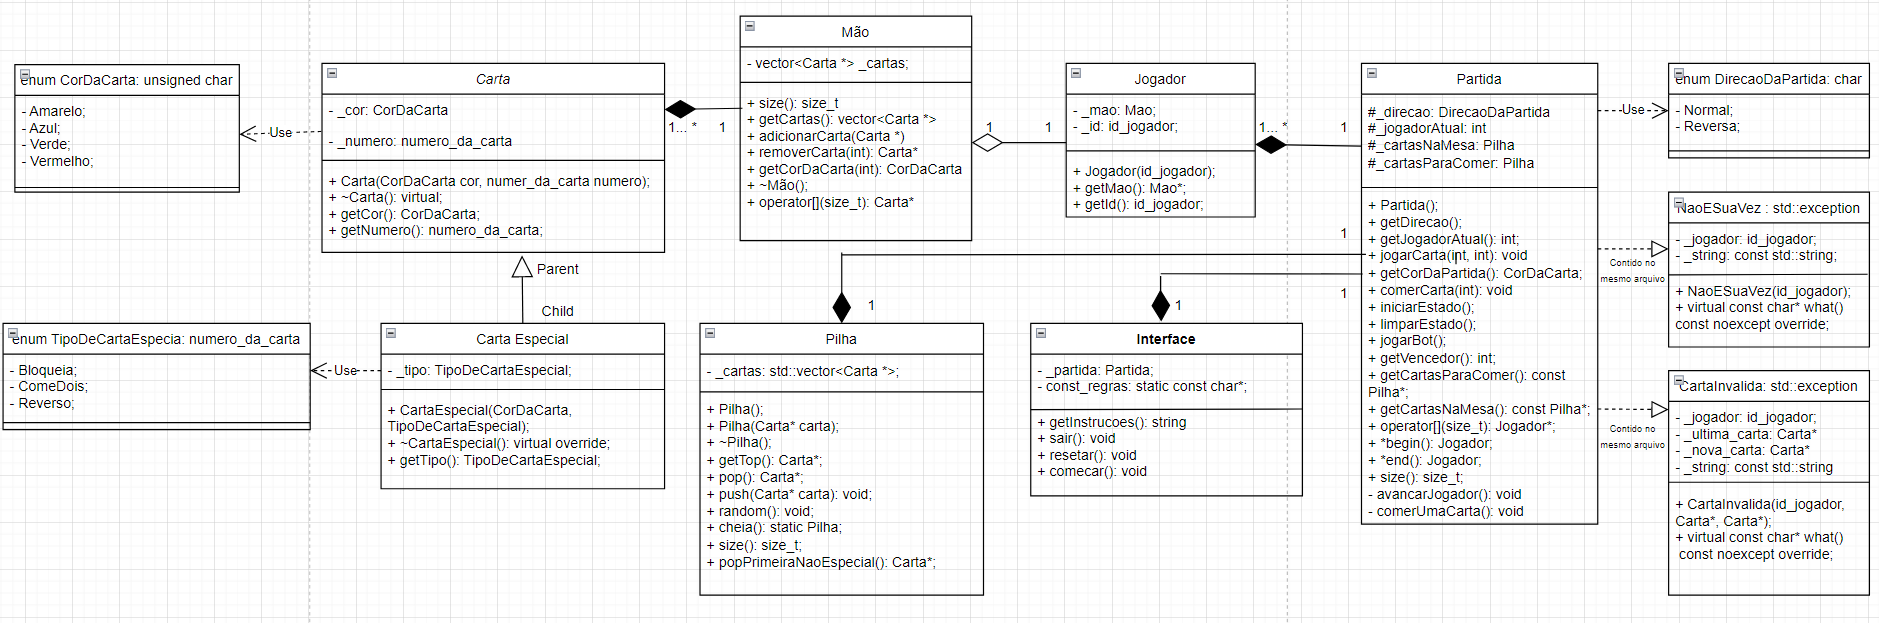 enum CorDaCarta: unsigned char
- Amarelo;
- Azul;
- Verde;
- Vermelho;
Use
Carta
- _cor: CorDaCarta
- _numero: numero_da_carta
+ Carta(CorDaCarta cor, numer_da_carta numero);
+ ~Carta(): virtual;
+ getCor(): CorDaCarta;
+ getNumero(): numero_da_carta;
1... *
1
Mão
- vector<Carta *> _cartas;
+ size(): size_t
+ getCartas(): vector<Carta *>
+ adicionarCarta(Carta *)
+ removerCarta(int): Carta*
+ getCorDaCarta(int): CorDaCarta
+ ~Mão();
+ operator[](size_t): Carta*
1
1
Jogador
- _mao: Mao;
- _id: id_jogador;
+ Jogador(id_jogador);
+ getMao(): Mao*;
+ getId(): id_jogador;
1... *
1
1
1
Partida
#_direcao: DirecaoDaPartida
#_jogadorAtual: int
#_cartasNaMesa: Pilha
#_cartasParaComer: Pilha
+ Partida();
+ getDirecao();
+ getJogadorAtual(): int;
+ jogarCarta(int, int): void
+ getCorDaPartida(): CorDaCarta;
+ comerCarta(int): void
+ iniciarEstado();
+ limparEstado();
+ jogarBot();
+ getVencedor(): int;
+ getCartasParaComer(): const
Pilha*;
+ getCartasNaMesa(): const Pilha*;
+ operator[](size_t): Jogador*;
+ *begin(): Jogador;
+ *end(): Jogador;
+ size(): size_t;
- avancarJogador(): void
- comerUmaCarta(): void
Use
enum DirecaoDaPartida: char
- Normal;
- Reversa;
Contido no
mesmo arquivo
NaoESuaVez : std::exception
- _jogador: id_jogador;
- _string: const std::string;
+ NaoESuaVez(id_jogador);
+ virtual const char* what()
const noexcept override;
Contido no
mesmo arquivo
CartaInvalida: std::exception
- _jogador: id_jogador;
- _ultima_carta: Carta*
- _nova_carta: Carta*
- _string: const std::string
+ CartaInvalida(id_jogador,
Carta*, Carta*);
+ virtual const char* what()
const noexcept override;
Parent
Child
enum TipoDeCartaEspecia: numero_da_carta
- Bloqueia;
- ComeDois;
- Reverso;
Use
Carta Especial
- _tipo: TipoDeCartaEspecial;
+ CartaEspecial(CorDaCarta,
TipoDeCartaEspecial);
+ ~CartaEspecial(): virtual override;
+ getTipo(): TipoDeCartaEspecial;
1
Pilha
- _cartas: std::vector<Carta *>;
+ Pilha();
+ Pilha(Carta* carta);
+ ~Pilha();
+ getTop(): Carta*;
+ pop(): Carta*;
+ push(Carta* carta): void;
+ random(): void;
+ cheia(): static Pilha;
+ size(): size_t;
+ popPrimeiraNaoEspecial(): Carta*;
1
Interface
- _partida: Partida;
- const_regras: static const char*;
+ getInstrucoes(): string
+ sair(): void
+ resetar(): void
+ comecar(): void